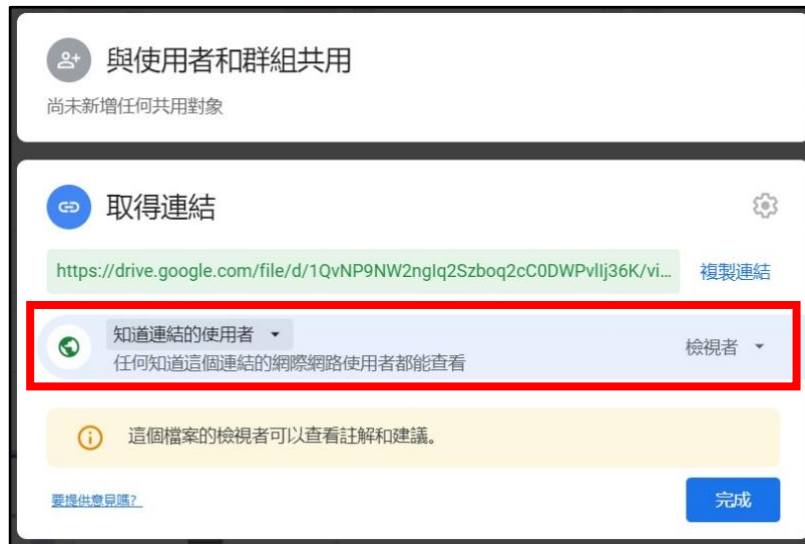 與使用者和群組共用
尚未新增任何共用對象
取得連結
https://drive.google.com/file/d/1QvNP9NW2ngIq2Szboq2cC0DWPvlIj36K/vi... 複製連結
知道連結的使用者
任何知道這個連結的網際網路使用者都能查看 檢視者
這個檔案的檢視者可以查看註解和建議。
要提供意見嗎? 完成